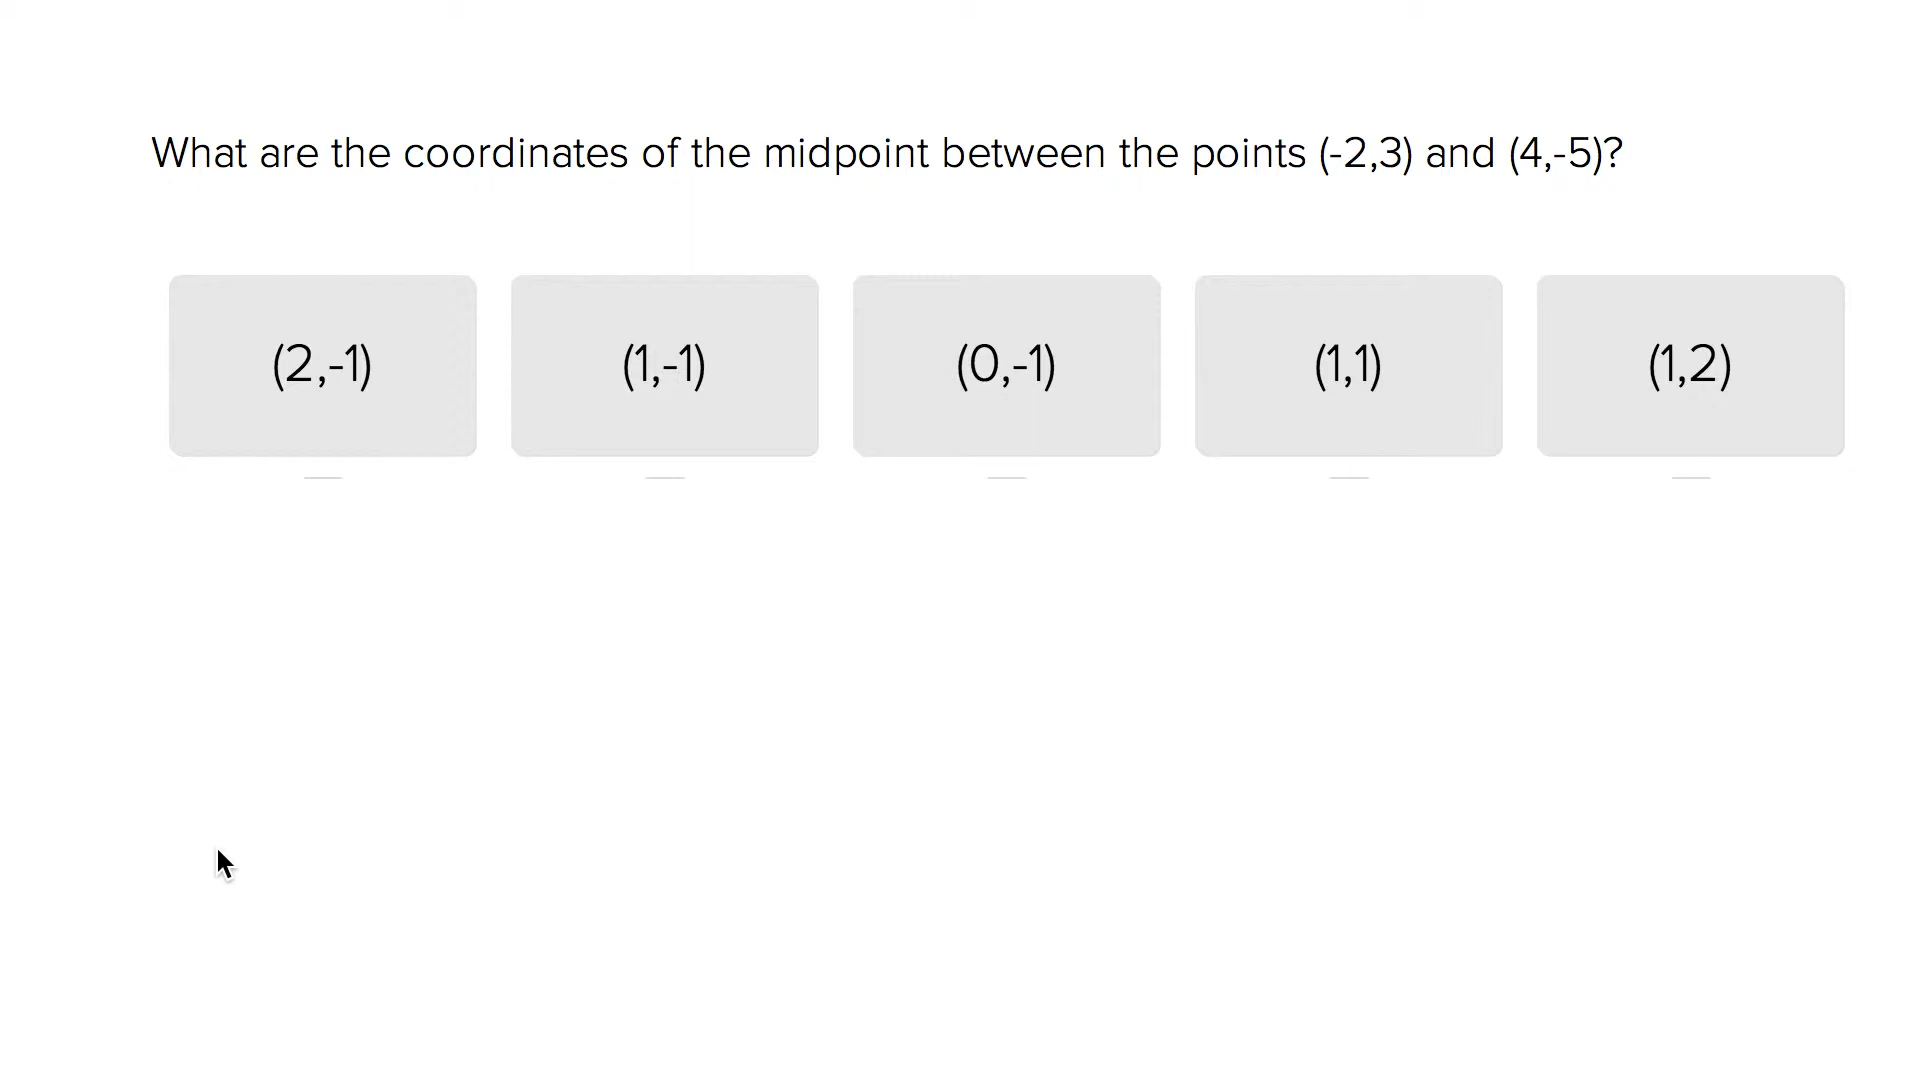 What are the coordinates of the midpoint between the points (-2,3) and (4,-5)?
(2,-1) (1,-1) (0,-1) (1,1) (1,2)